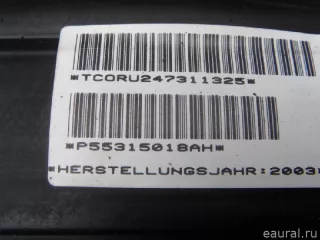 *TCORU247311325*
*P55315018AH*
*HERSTELLUNGSJAHR:2003*
eaural.ru